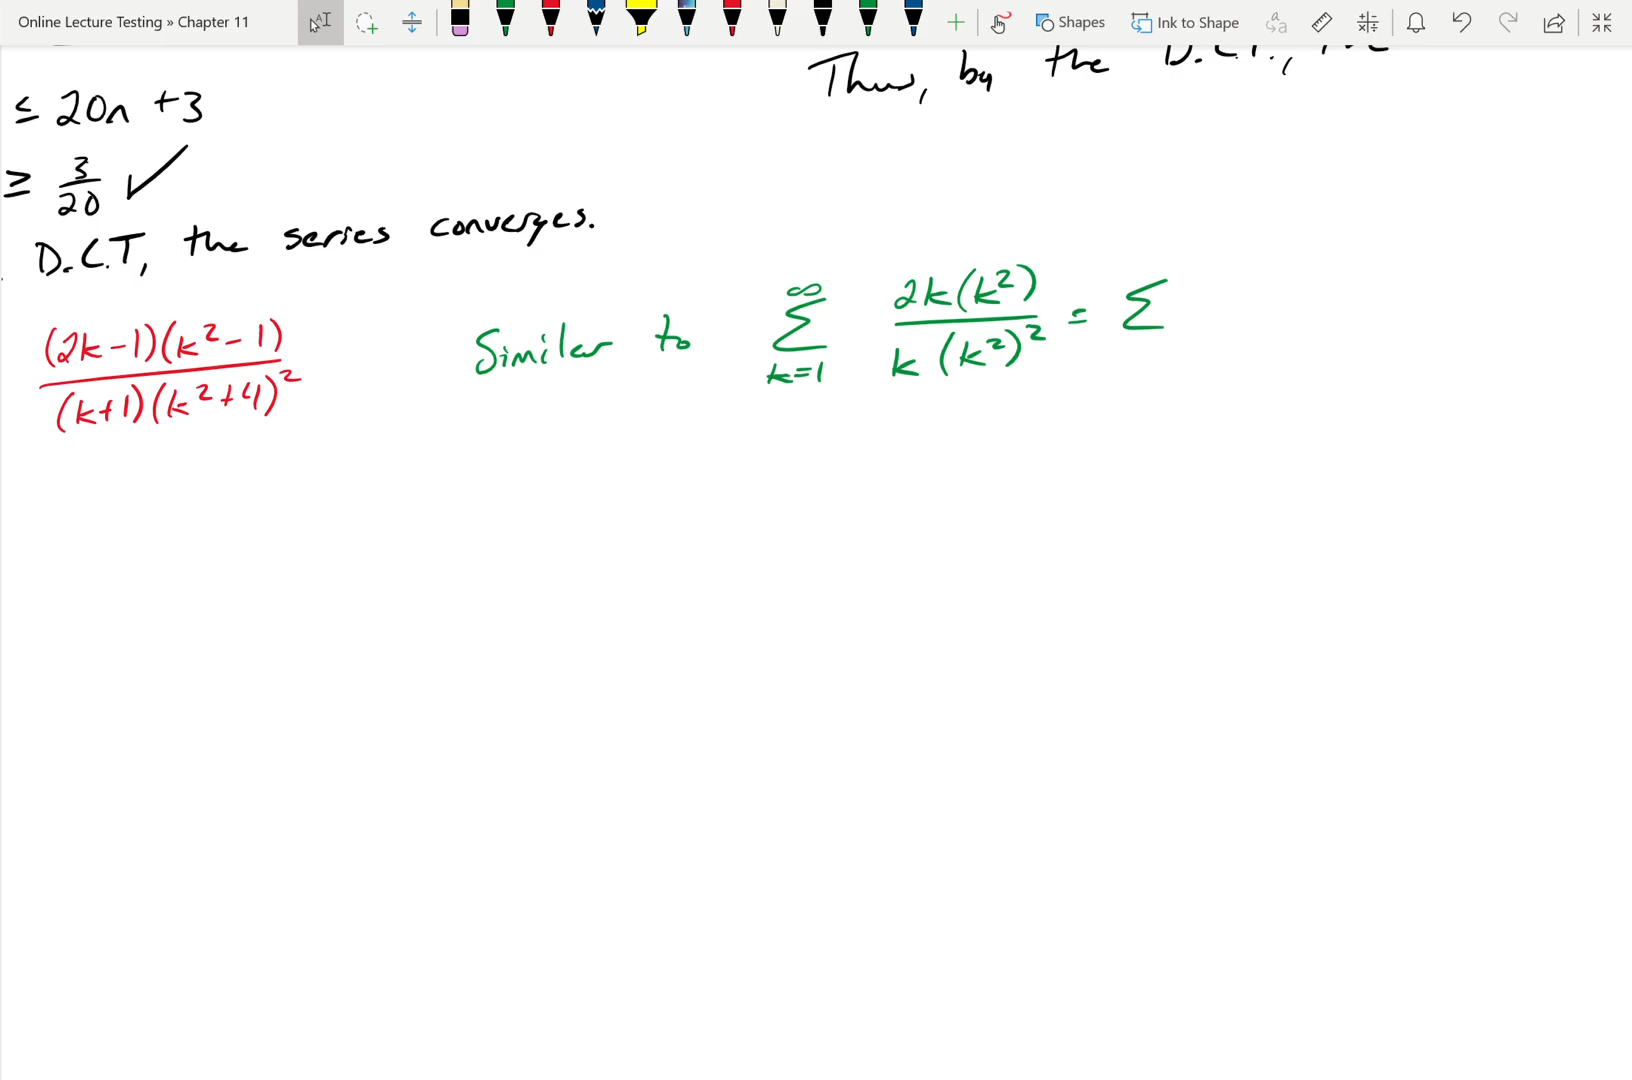 Online Lecture Testing » Chapter 11
Shapes
Ink to Shape
Thus, by the D.C.T., the
≤ 20n + 3
≥ 3/20 ✓
D.C.T, the series converges.
(2k-1)(k²-1)/(k+1)(k²+4)²
Similar to ∞∑k=1 2k(k²)/k(k²)² = ∑